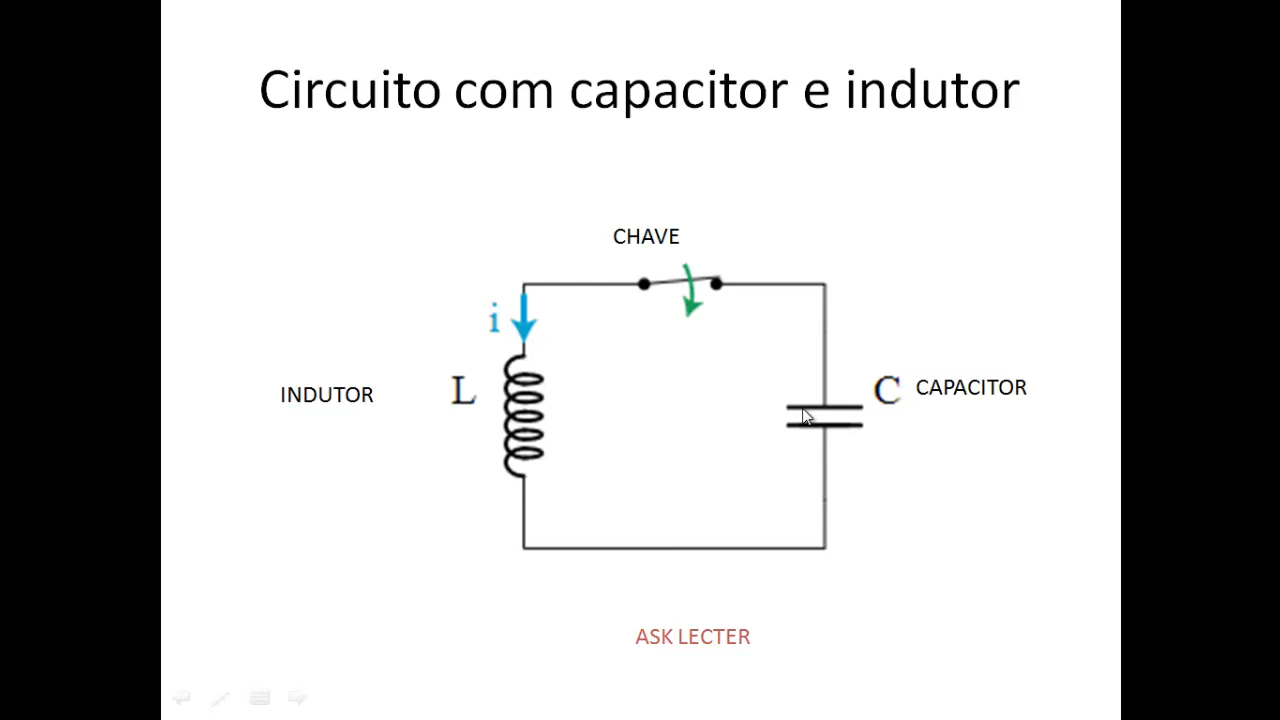 Circuito com capacitor e indutor
CHAVE
i
INDUTOR
L
C
CAPACITOR
ASK LECTER